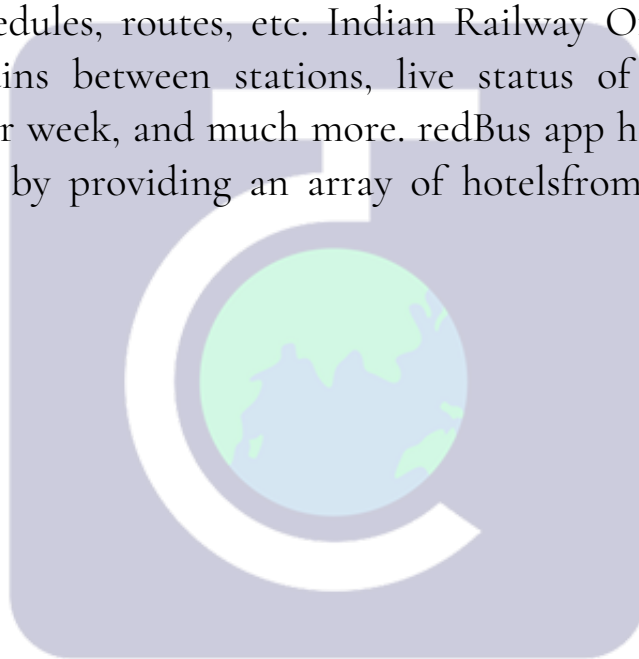 edules, routes, etc. Indian Railway O
ins between stations, live status of
r week, and much more. redBus app h
by providing an array of hotelsfrom